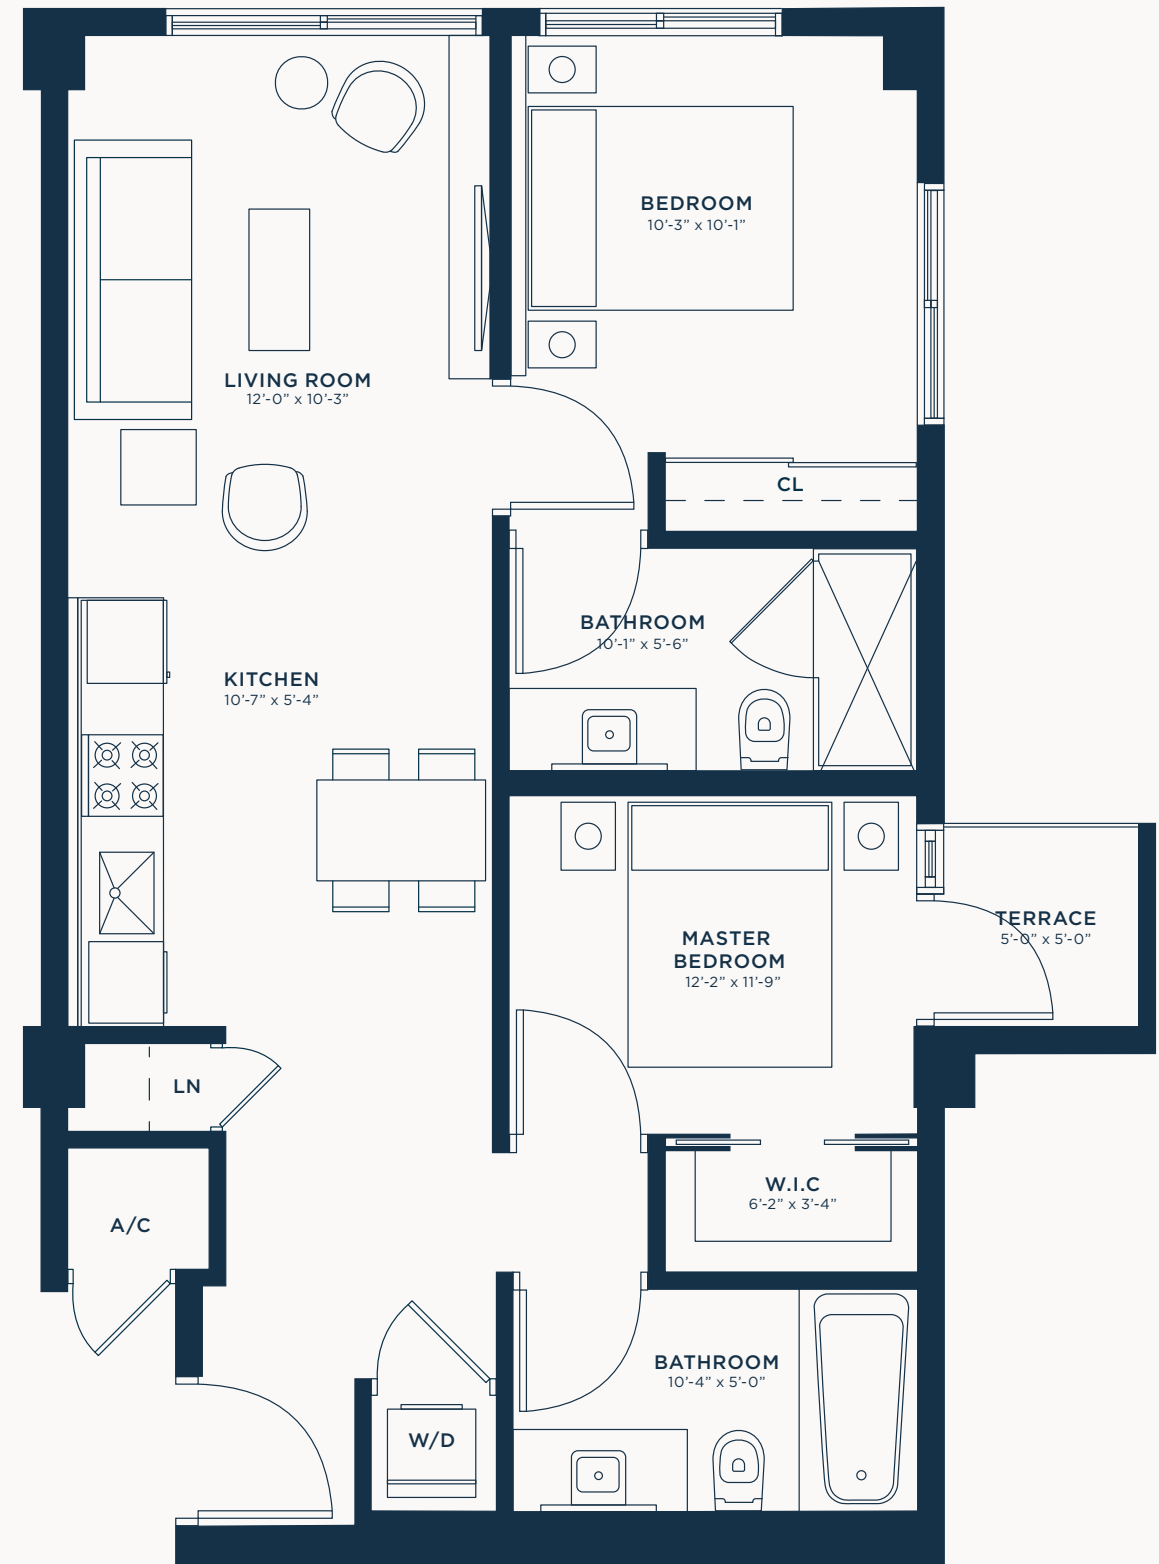 BEDROOM
10’-3” x 10’-1”
LIVING ROOM
12’-0” x 10’-3”
CL
BATHROOM
10’-1” x 5’-6”
KITCHEN
10’-7” x 5’-4”
TERRACE
5’-0” x 5’-0”
MASTER
BEDROOM
12’-2” x 11’-9”
LN
W.I.C
6’-2” x 3’-4”
A/C
BATHROOM
10’-4” x 5’-0”
W/D